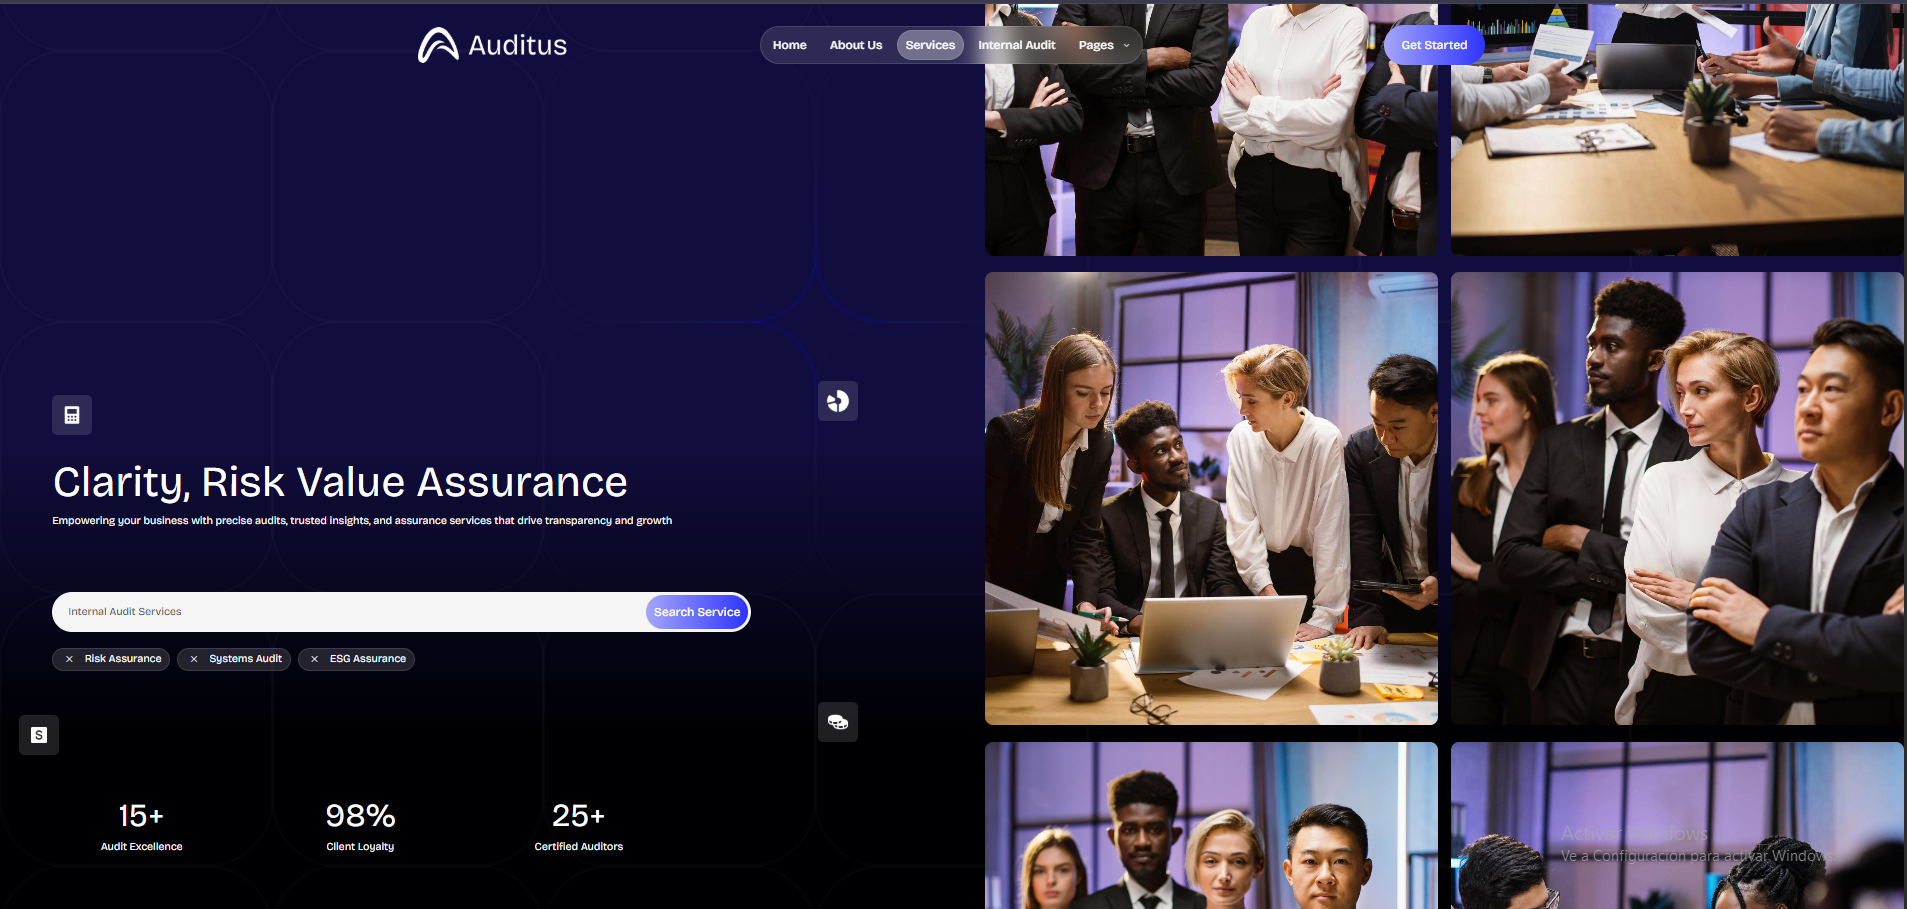 Auditus
Home
About Us
Services
Internal Audit
Pages
Get Started
Clarity, Risk Value Assurance
Empowering your business with precise audits, trusted insights, and assurance services that drive transparency and growth
Internal Audit Services
Search Service
Risk Assurance
Systems Audit
ESG Assurance
S
15+
98%
25+
Audit Excellence
Client Loyalty
Certified Auditors
Activar Windows
Ve a Configuración para activar Windows.